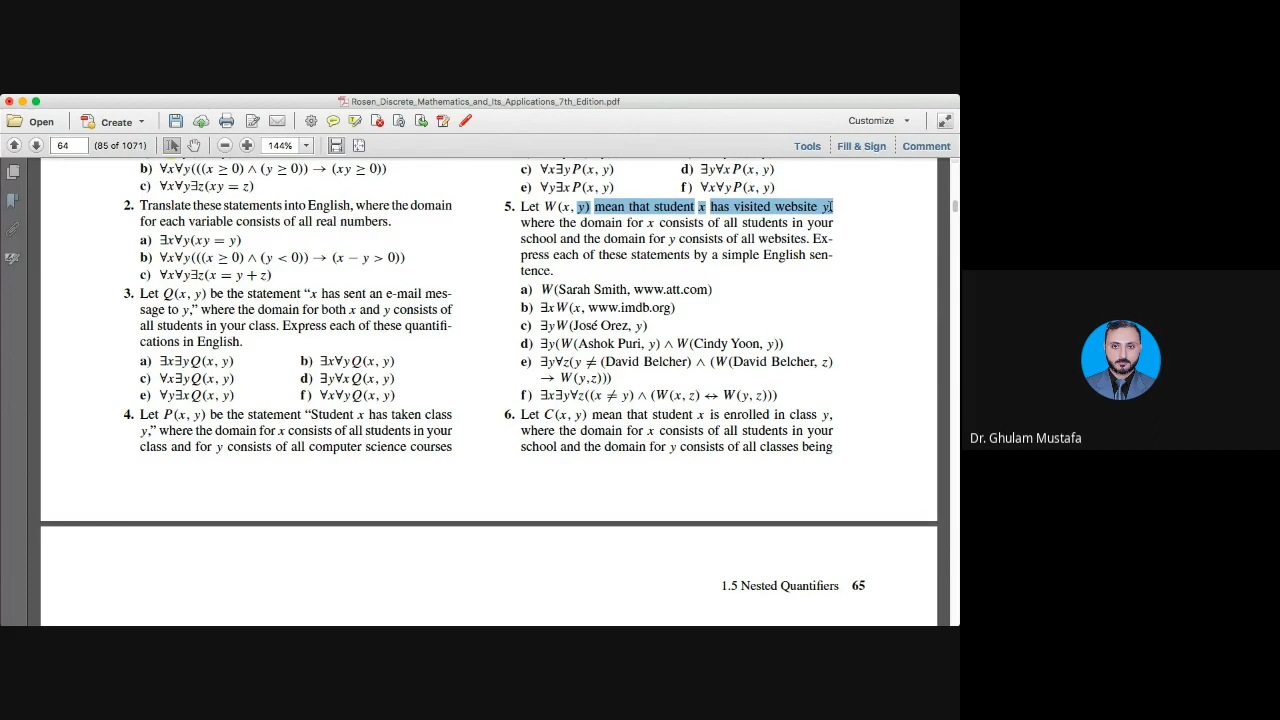 Rosen_Discrete_Mathematics_and_Its_Applications_7th_Edition.pdf
Open Create Customize
64 (85 of 1071) 144% Tools Fill & Sign Comment
b) ∀x∀y(((x ≥ 0) ∧ (y ≥ 0)) → (xy ≥ 0))
c) ∀x∀y∃z(xy = z)
2. Translate these statements into English, where the domain
for each variable consists of all real numbers.
a) ∃x∀y(xy = y)
b) ∀x∀y(((x ≥ 0) ∧ (y < 0)) → (x − y > 0))
c) ∀x∀y∃z(x = y + z)
3. Let Q(x, y) be the statement “x has sent an e-mail mes-
sage to y,” where the domain for both x and y consists of
all students in your class. Express each of these quantifi-
cations in English.
a) ∃x∃yQ(x, y) b) ∃x∀yQ(x, y)
c) ∀x∃yQ(x, y) d) ∃y∀xQ(x, y)
e) ∀y∃xQ(x, y) f) ∀x∀yQ(x, y)
4. Let P(x, y) be the statement “Student x has taken class
y,” where the domain for x consists of all students in your
class and for y consists of all computer science courses
c) ∀x∃yP(x, y) d) ∃y∀xP(x, y)
e) ∀y∃xP(x, y) f) ∀x∀yP(x, y)
5. Let W(x, y) mean that student x has visited website y,
where the domain for x consists of all students in your
school and the domain for y consists of all websites. Ex-
press each of these statements by a simple English sen-
tence.
a) W(Sarah Smith, www.att.com)
b) ∃xW(x, www.imdb.org)
c) ∃yW(José Orez, y)
d) ∃y(W(Ashok Puri, y) ∧ W(Cindy Yoon, y))
e) ∃y∀z(y ≠ (David Belcher) ∧ (W(David Belcher, z)
→ W(y,z)))
f) ∃x∃y∀z((x ≠ y) ∧ (W(x, z) ↔ W(y, z)))
6. Let C(x, y) mean that student x is enrolled in class y,
where the domain for x consists of all students in your
school and the domain for y consists of all classes being
1.5 Nested Quantifiers 65
Dr. Ghulam Mustafa